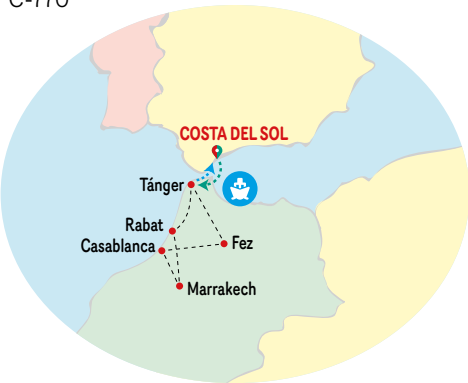 C-770
COSTA DEL SOL
Tánger
Rabat
Casablanca
Fez
Marrakech